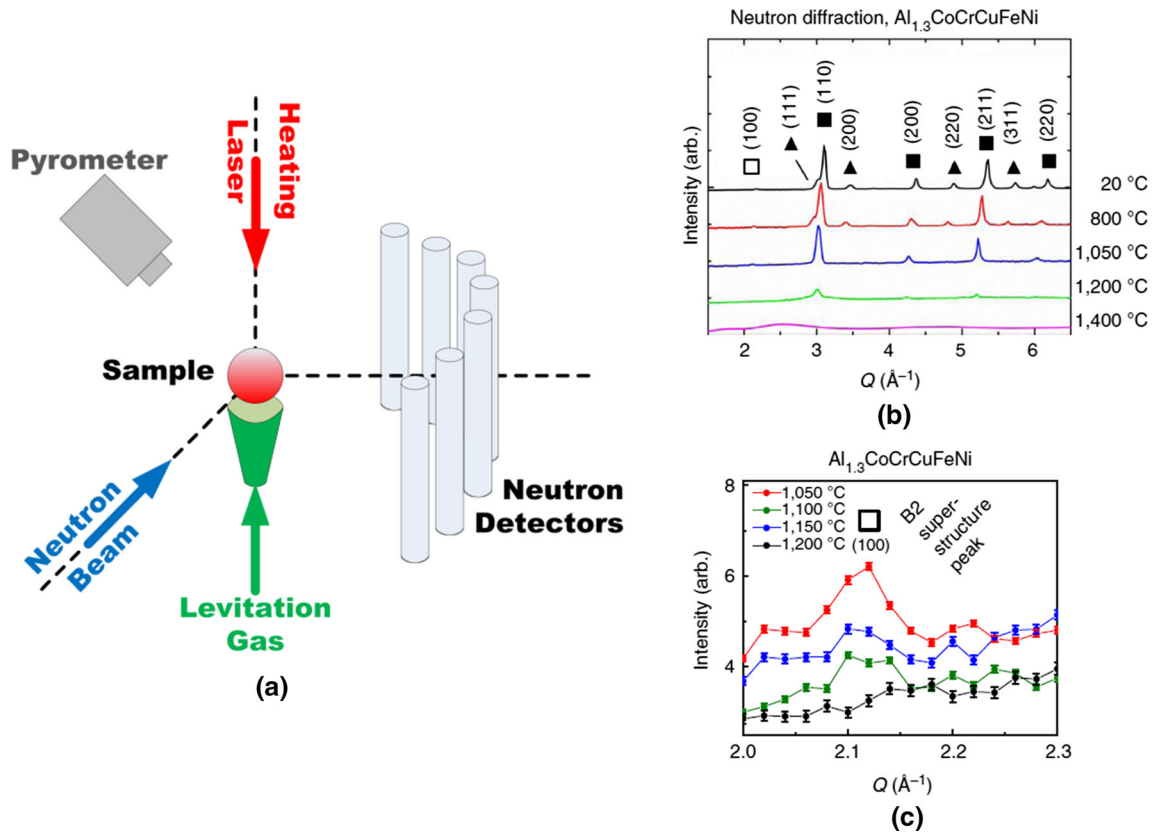 Pyrometer
Heating
Laser
Sample
Neutron
Beam
Levitation
Gas
Neutron
Detectors
(a)
Neutron diffraction, Al1.3CoCrCuFeNi
Intensity (arb.)
(100)
(111)
(110)
(200)
(200)
(220)
(211)
(311)
(220)
20 °C
800 °C
1,050 °C
1,200 °C
1,400 °C
2 3 4 5 6
Q (Å⁻¹)
(b)
Al1.3CoCrCuFeNi
1,050 °C
1,100 °C
1,150 °C
1,200 °C
(100)
B2
super-
structure
peak
Intensity (arb.)
8
6
4
2.0 2.1 2.2 2.3
Q (Å⁻¹)
(c)